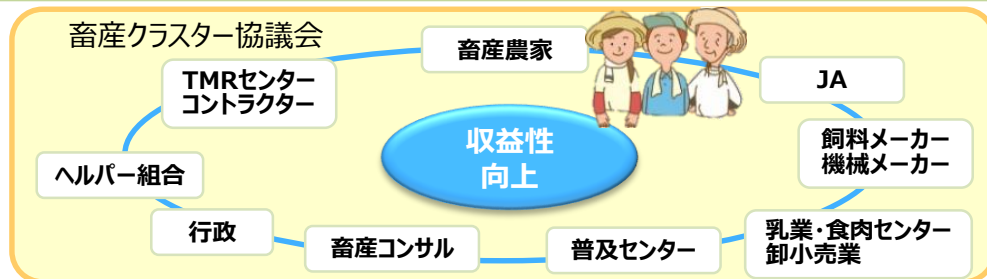 畜産クラスター協議会
畜産農家
TMRセンター
コントラクター
JA
収益性
向上
飼料メーカー
機械メーカー
ヘルパー組合
行政
畜産コンサル
普及センター
乳業・食肉センター
卸小売業